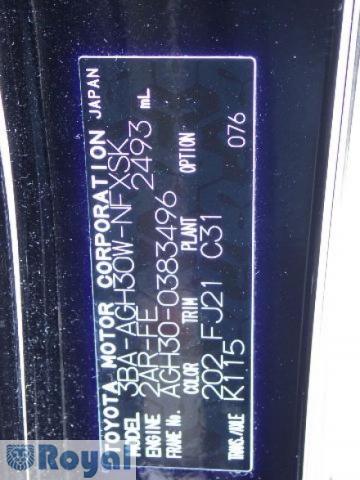 TOYOTA MOTOR CORPORATION JAPAN
MODEL 3BA-AGH30W-NFXSK
ENGINE 2AR-FE 2493 mL
FRAME No. AGH30-0383496
COLOR TRIM PLANT OPTION
202 FJ21 C31 076
TRANS./AXLE K115
Royal